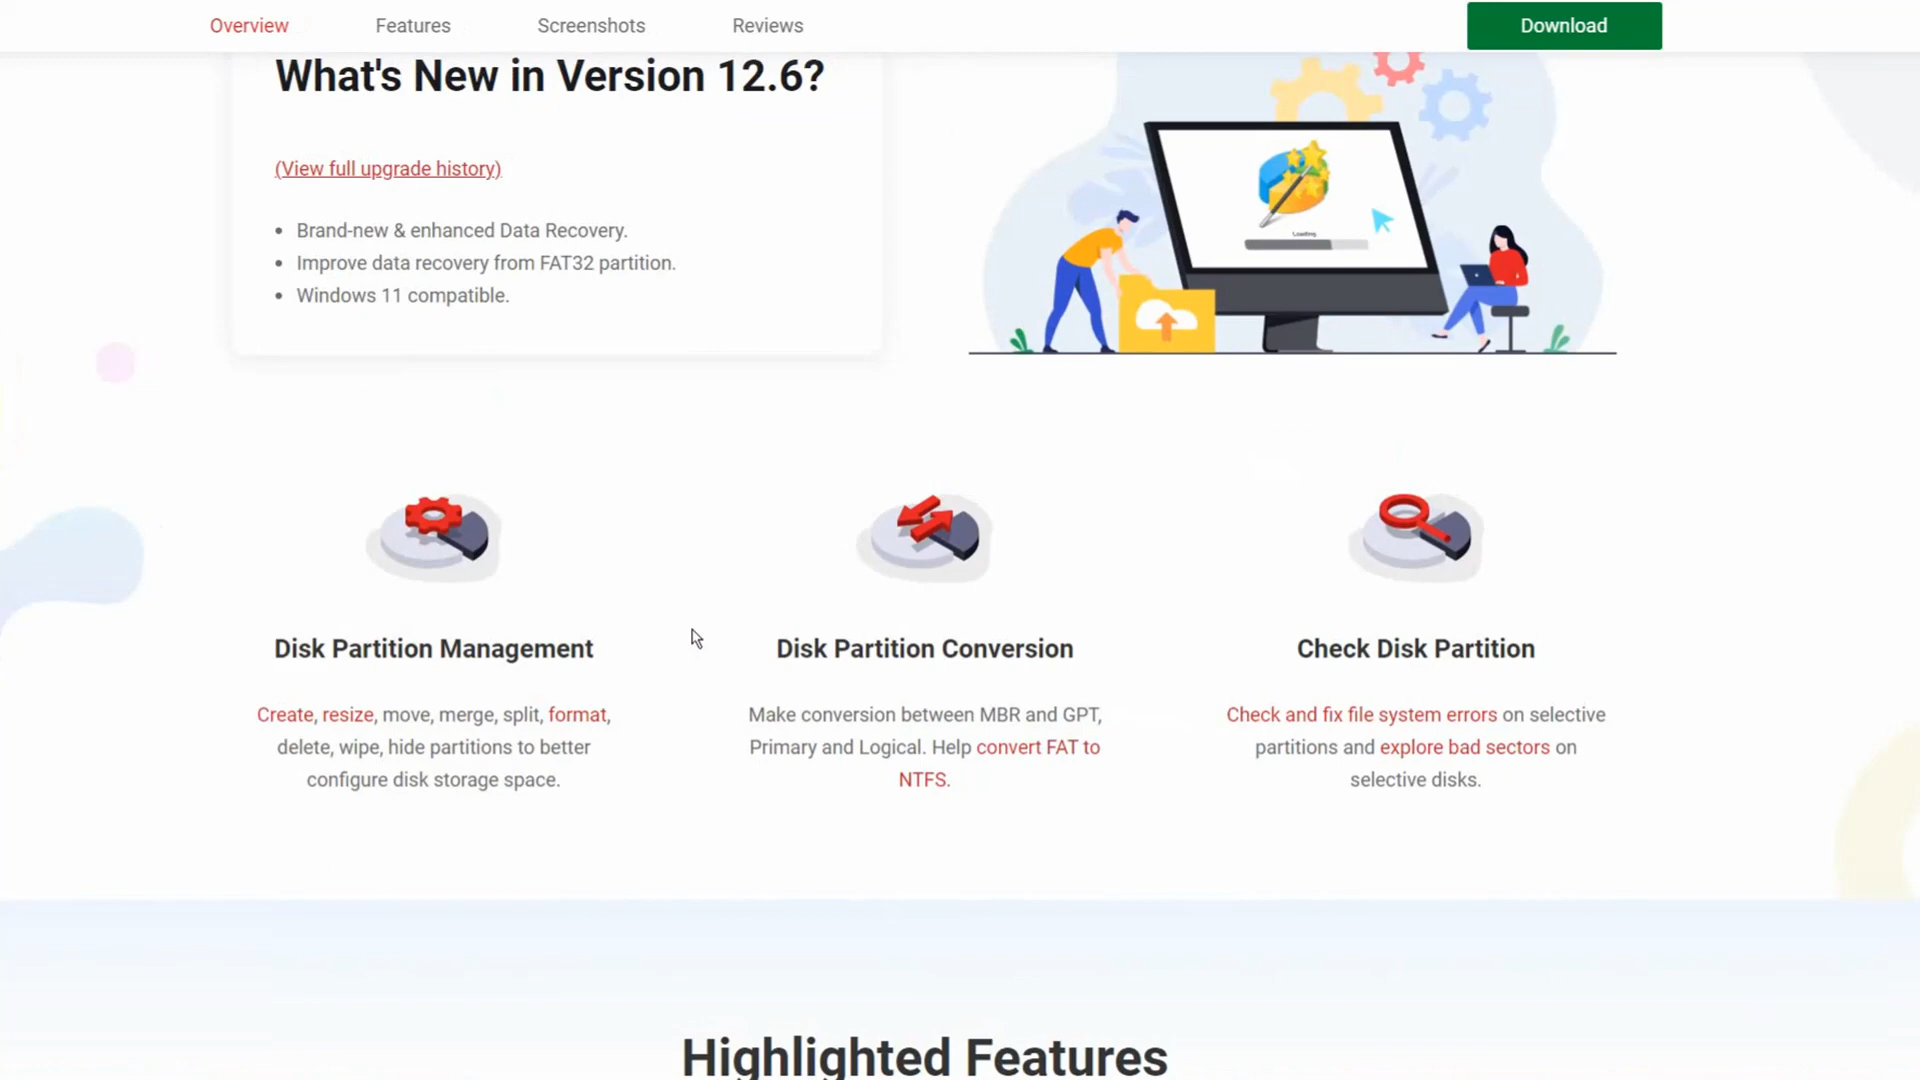 Overview Features Screenshots Reviews Download
What's New in Version 12.6?
(View full upgrade history)
• Brand-new & enhanced Data Recovery.
• Improve data recovery from FAT32 partition.
• Windows 11 compatible.
Loading
Disk Partition Management
Create, resize, move, merge, split, format,
delete, wipe, hide partitions to better
configure disk storage space.
Disk Partition Conversion
Make conversion between MBR and GPT,
Primary and Logical. Help convert FAT to
NTFS.
Check Disk Partition
Check and fix file system errors on selective
partitions and explore bad sectors on
selective disks.
Highlighted Features